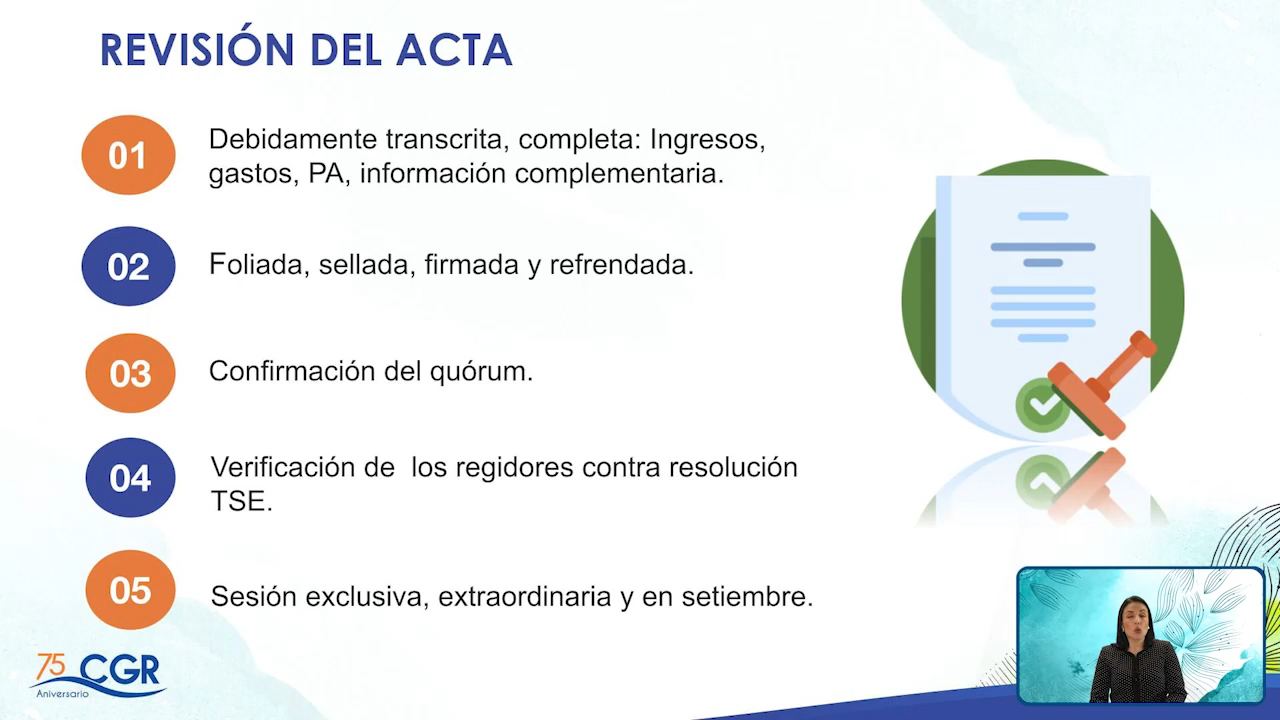 REVISIÓN DEL ACTA
01
Debidamente transcrita, completa: Ingresos,
gastos, PA, información complementaria.
02
Foliada, sellada, firmada y refrendada.
03
Confirmación del quórum.
04
Verificación de  los regidores contra resolución
TSE.
05
Sesión exclusiva, extraordinaria y en setiembre.
75 CGR
Aniversario